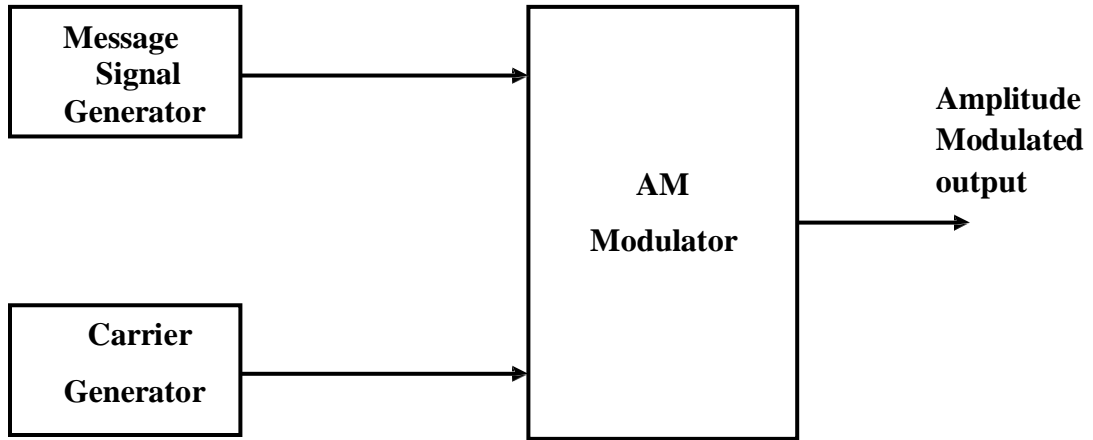 Message
Signal
Generator
Amplitude
Modulated
output
AM
Modulator
Carrier
Generator